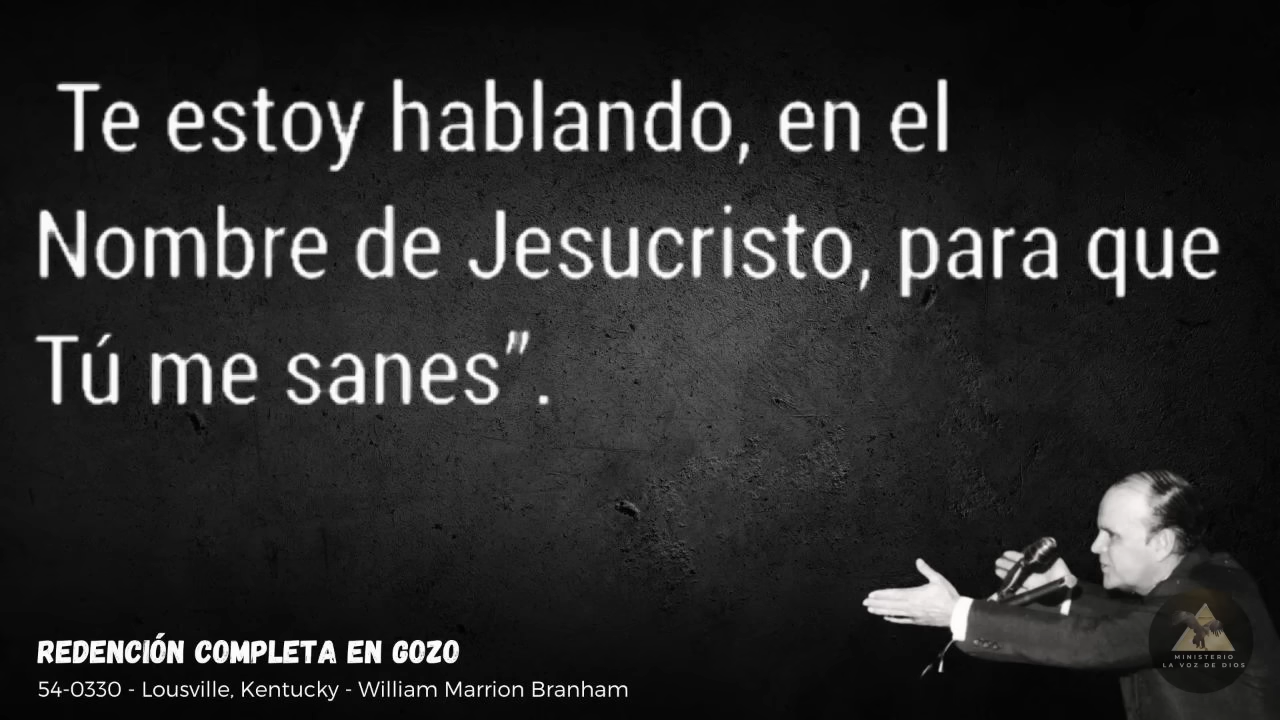 Te estoy hablando, en el
Nombre de Jesucristo, para que
Tú me sanes".
REDENCIÓN COMPLETA EN GOZO
54-0330 - Lousville, Kentucky - William Marrion Branham
MINISTERIO
LA VOZ DE DIOS